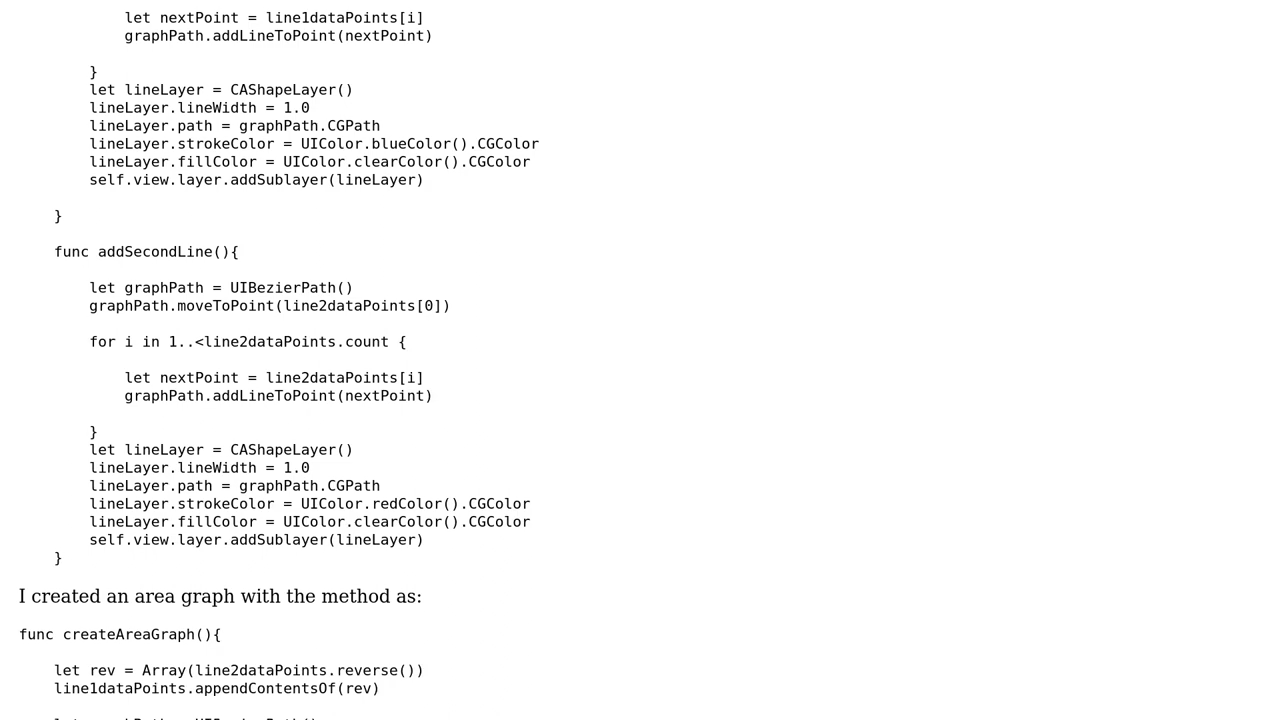 let nextPoint = line1dataPoints[i]
graphPath.addLineToPoint(nextPoint)
}
let lineLayer = CAShapeLayer()
lineLayer.lineWidth = 1.0
lineLayer.path = graphPath.CGPath
lineLayer.strokeColor = UIColor.blueColor().CGColor
lineLayer.fillColor = UIColor.clearColor().CGColor
self.view.layer.addSublayer(lineLayer)
}
func addSecondLine(){
let graphPath = UIBezierPath()
graphPath.moveToPoint(line2dataPoints[0])
for i in 1..<line2dataPoints.count {
let nextPoint = line2dataPoints[i]
graphPath.addLineToPoint(nextPoint)
}
let lineLayer = CAShapeLayer()
lineLayer.lineWidth = 1.0
lineLayer.path = graphPath.CGPath
lineLayer.strokeColor = UIColor.redColor().CGColor
lineLayer.fillColor = UIColor.clearColor().CGColor
self.view.layer.addSublayer(lineLayer)
}
I created an area graph with the method as:
func createAreaGraph(){
let rev = Array(line2dataPoints.reverse())
line1dataPoints.appendContentsOf(rev)